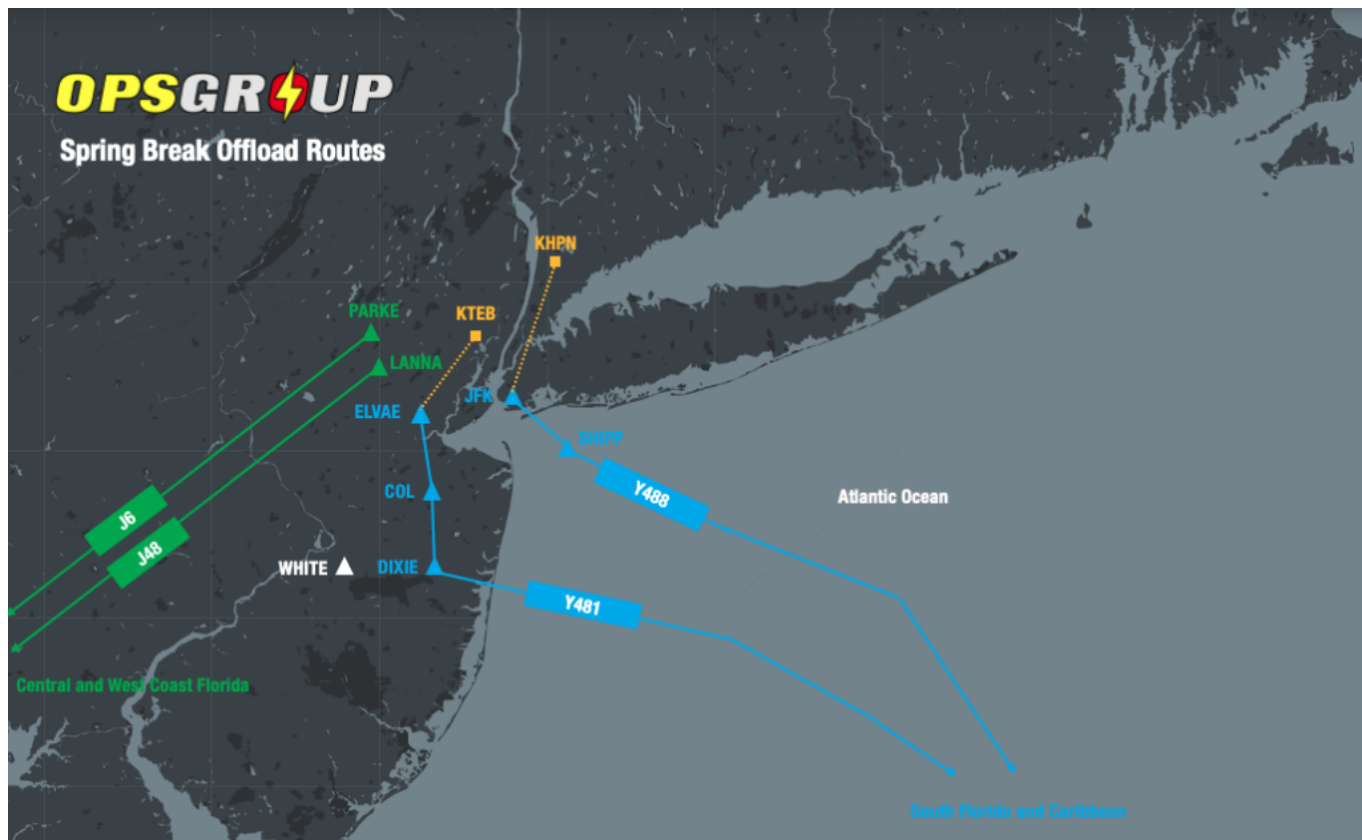 OPSGROUP
Spring Break Offload Routes
KHPN
PARKE
KTEB
LANNA
JFK
ELVAE
SHIPP
COL
Y488
Atlantic Ocean
J6
J48
WHITE
DIXIE
Y481
Central and West Coast Florida
South Florida and Caribbean